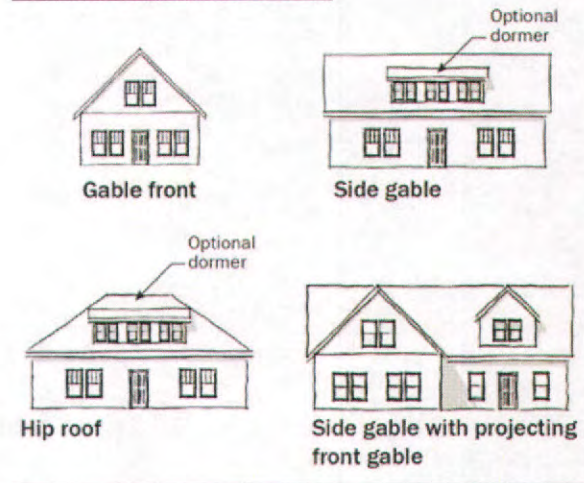 Optional
dormer
Gable front
Side gable
Optional
dormer
Hip roof
Side gable with projecting
front gable